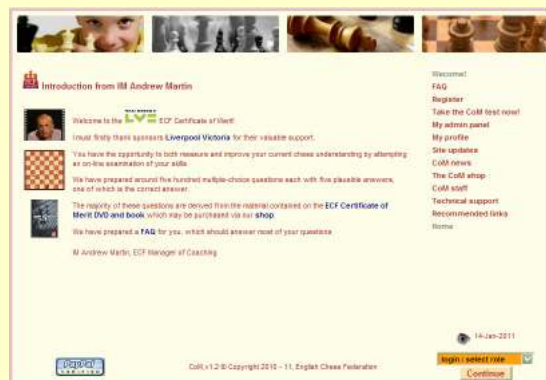 Introduction from IM Andrew Martin
Welcome to the LVE ECF Certificate of Merit!
I must firstly thank sponsors Liverpool Victoria for their valuable support.
You have the opportunity to both measure and improve your current chess understanding by attempting
an on-line examination of your skills.
We have prepared around five hundred multiple-choice questions each with five plausible answers,
one of which is the correct answer.
The majority of these questions are derived from the material contained on the ECF Certificate of
Merit DVD and book which may be purchased via our shop.
We have prepared a FAQ for you, which should answer most of your questions
IM Andrew Martin, ECF Manager of Coaching
Welcome!
FAQ
Register
Take the CoM test now!
My admin panel
My profile
Site updates
CoM news
The CoM shop
CoM staff
Technical support
Recommended links
Home
14-Jan-2011
login / select role
Continue
PayPal
CoM,v1.2 © Copyright 2010 - 11, English Chess Federation